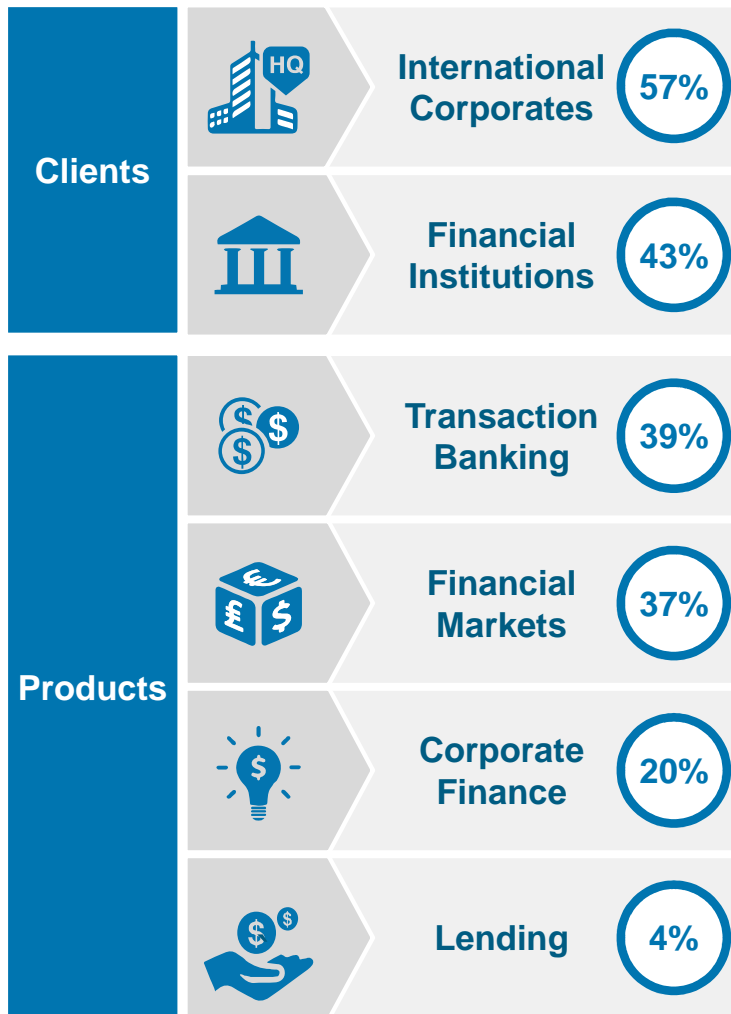 Clients
HQ
International
Corporates
57%
Financial
Institutions
43%
Products
$
$
$
Transaction
Banking
39%
€
£
$
Financial
Markets
37%
$
Corporate
Finance
20%
$
$
Lending
4%